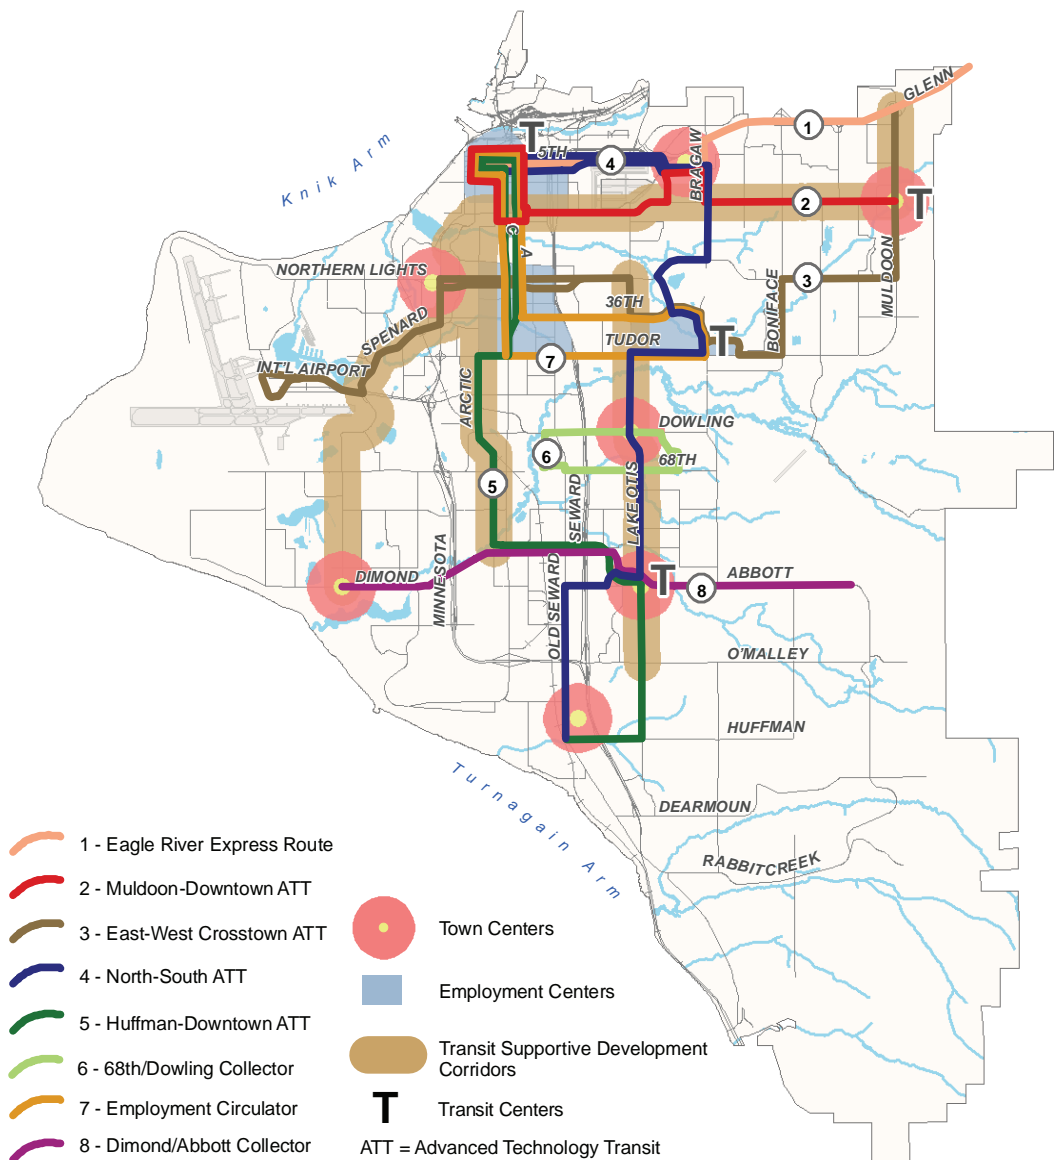 GLENN
1
T
5TH
4
BRAGAW
Knik Arm
2
T
C
A
MULDOON
NORTHERN LIGHTS
3
BONIFACE
36TH
SPENARD
TUDOR
T
7
INT'L AIRPORT
ARCTIC
DOWLING
6
68TH
5
LAKE OTIS
SEWARD
MINNESOTA
OLD SEWARD
DIMOND
T
ABBOTT
8
O'MALLEY
HUFFMAN
Turnagain Arm
DEARMOUN
RABBITCREEK
1 - Eagle River Express Route
2 - Muldoon-Downtown ATT
3 - East-West Crosstown ATT
4 - North-South ATT
5 - Huffman-Downtown ATT
6 - 68th/Dowling Collector
7 - Employment Circulator
8 - Dimond/Abbott Collector
Town Centers
Employment Centers
Transit Supportive Development
Corridors
T Transit Centers
ATT = Advanced Technology Transit